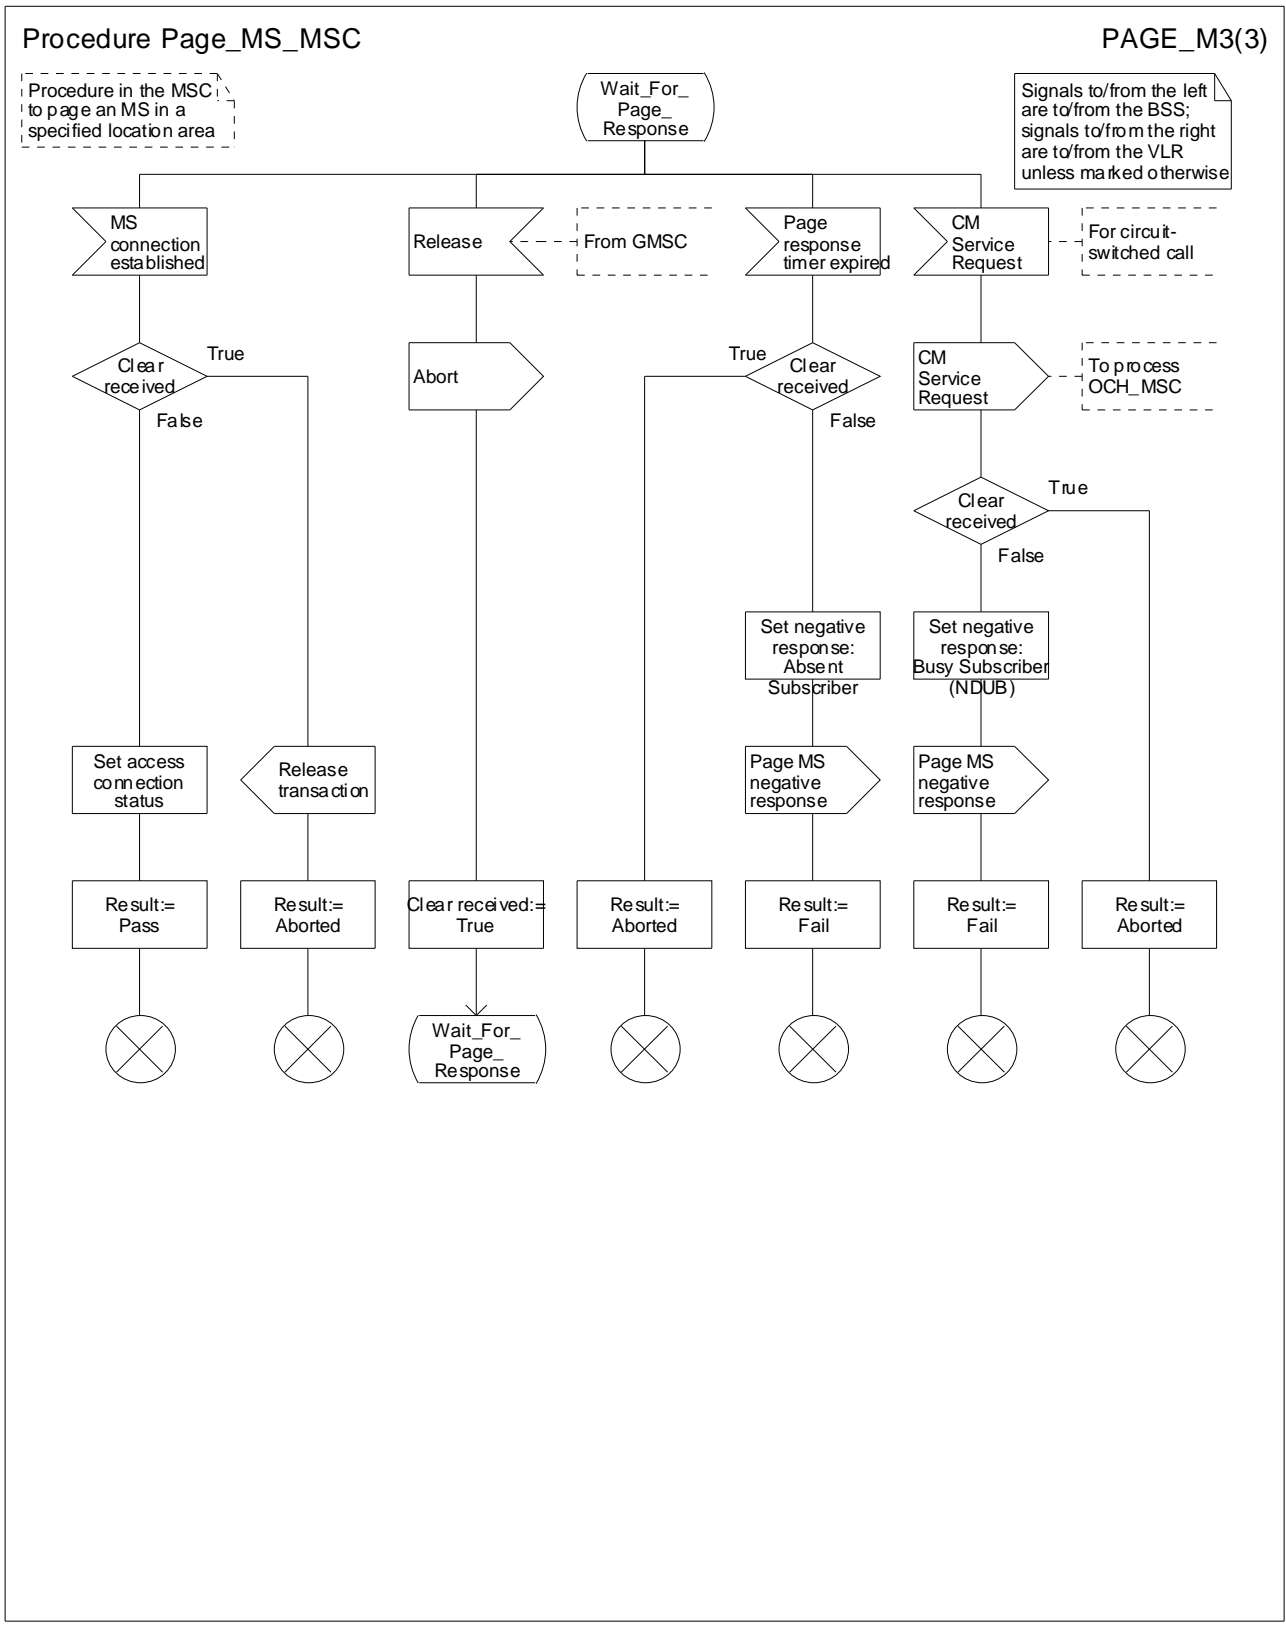 Procedure Page_MS_MSC
PAGE_M3(3)
Procedure in the MSC
to page an MS in a
specified location area
Wait_For_
Page_
Response
Signals to/from the left
are to/from the BSS;
signals to/from the right
are to/from the VLR
unless marked otherwise
MS
connection
established
Release
From GMSC
Page
response
timer expired
CM
Service
Request
For circuit-
switched call
Clear
received
True
False
Abort
True
Clear
received
False
CM
Service
Request
To process
OCH_MSC
Clear
received
True
False
Set negative
response:
Absent
Subscriber
Set negative
response:
Busy Subscriber
(NDUB)
Set access
connection
status
Release
transaction
Page MS
negative
response
Page MS
negative
response
Result:=
Pass
Result:=
Aborted
Clear received:=
True
Result:=
Aborted
Result:=
Fail
Result:=
Fail
Result:=
Aborted
Wait_For_
Page_
Response